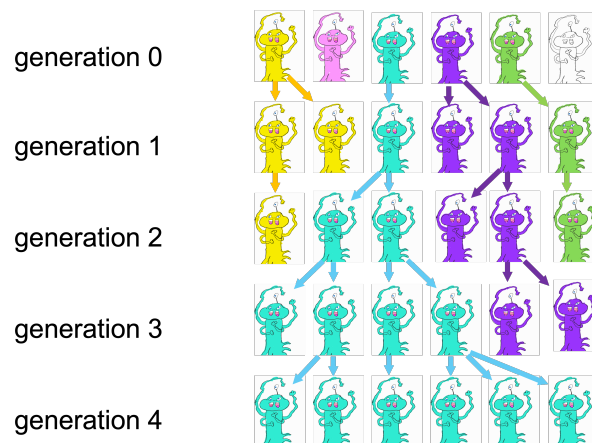 generation 0
generation 1
generation 2
generation 3
generation 4